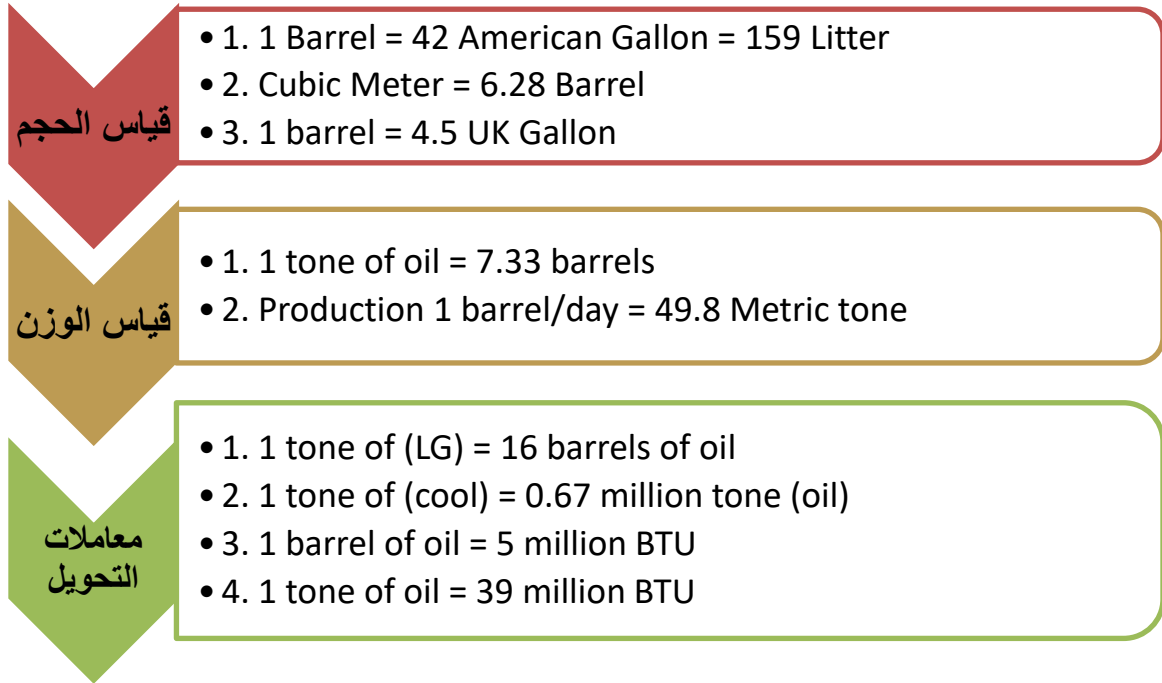 قياس الحجم
• 1. 1 Barrel = 42 American Gallon = 159 Litter
• 2. Cubic Meter = 6.28 Barrel
• 3. 1 barrel = 4.5 UK Gallon
قياس الوزن
• 1. 1 tone of oil = 7.33 barrels
• 2. Production 1 barrel/day = 49.8 Metric tone
معاملات
التحويل
• 1. 1 tone of (LG) = 16 barrels of oil
• 2. 1 tone of (cool) = 0.67 million tone (oil)
• 3. 1 barrel of oil = 5 million BTU
• 4. 1 tone of oil = 39 million BTU